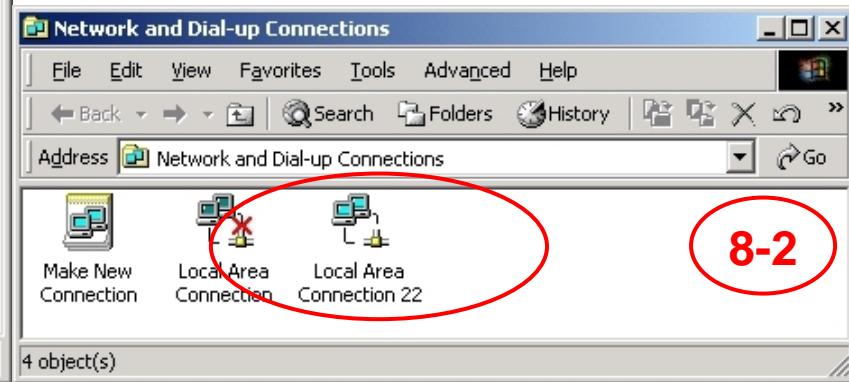 Network and Dial-up Connections
File Edit View Favorites Tools Advanced Help
Back Search Folders History »
Address Network and Dial-up Connections Go
Make New Connection
Local Area Connection
Local Area Connection 22
8-2
4 object(s)